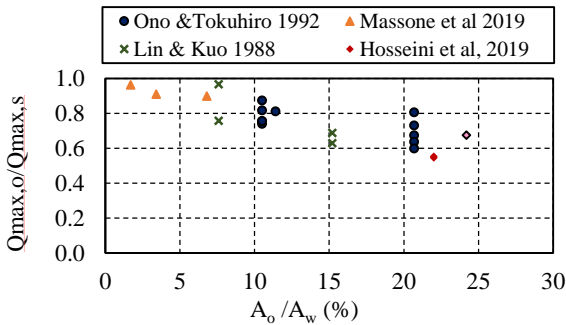 Ono &Tokuhiro 1992 Massone et al 2019
Lin & Kuo 1988 Hosseini et al, 2019
Qmax,o/Qmax,s
1.0
0.8
0.6
0.4
0.2
0.0
0 5 10 15 20 25 30
Ao /Aw (%)